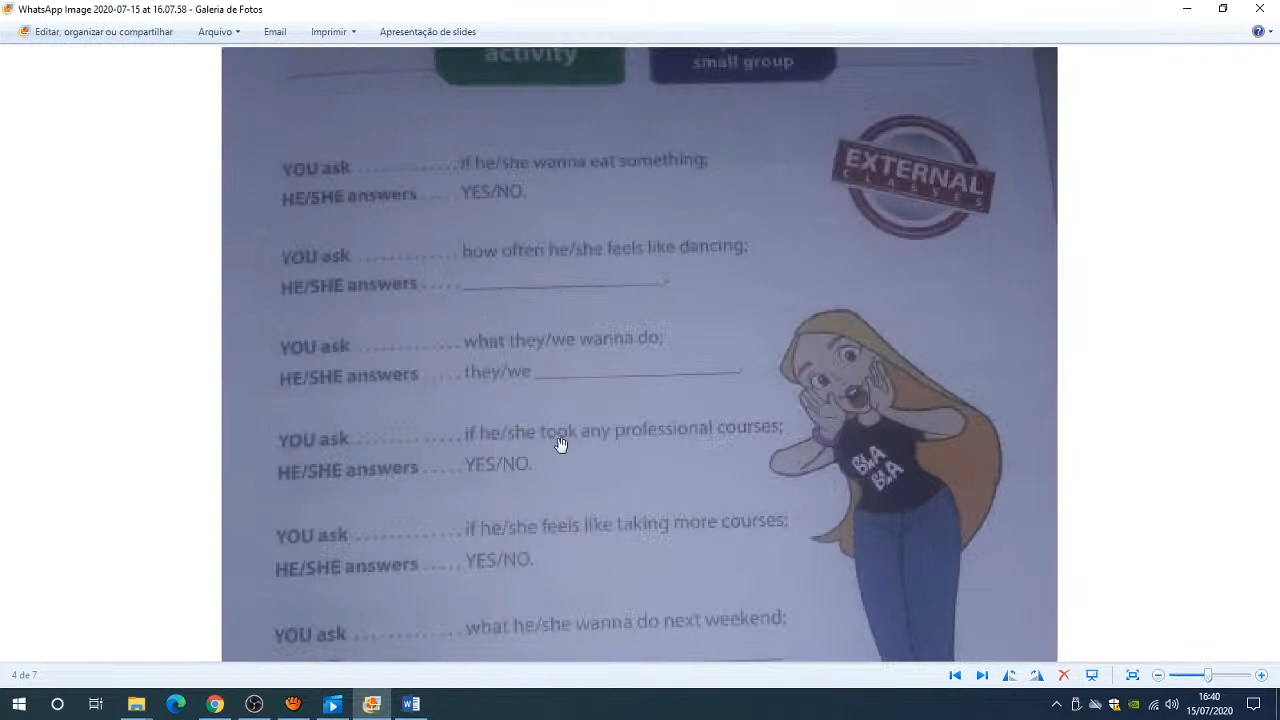 WhatsApp Image 2020-07-15 at 16.07.58 - Galeria de Fotos
Editar, organizar ou compartilhar Arquivo Email Imprimir Apresentação de slides
activity
small group
EXTERNAL
CLASSES
YOU ask ............. if he/she wanna eat something;
HE/SHE answers ..... YES/NO.
YOU ask ............. how often he/she feels like dancing;
HE/SHE answers ..... ____________________.
YOU ask ............. what they/we wanna do;
HE/SHE answers ..... they/we ____________________.
YOU ask ............. if he/she took any professional courses;
HE/SHE answers ..... YES/NO.
BLA
BLA
YOU ask ............. if he/she feels like taking more courses;
HE/SHE answers ..... YES/NO.
YOU ask ............. what he/she wanna do next weekend;
4 de 7
16:40
15/07/2020